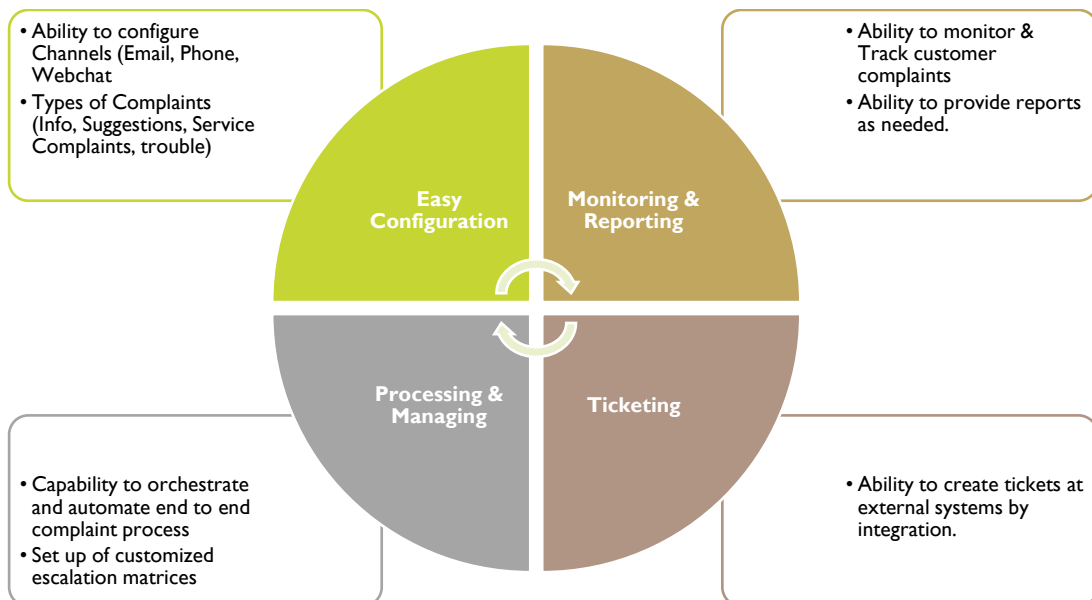 • Ability to configure
Channels (Email, Phone,
Webchat
• Types of Complaints
(Info, Suggestions, Service
Complaints, trouble)
• Ability to monitor &
Track customer
complaints
• Ability to provide reports
as needed.
Easy
Configuration
Monitoring &
Reporting
Processing &
Managing
Ticketing
• Capability to orchestrate
and automate end to end
complaint process
• Set up of customized
escalation matrices
• Ability to create tickets at
external systems by
integration.